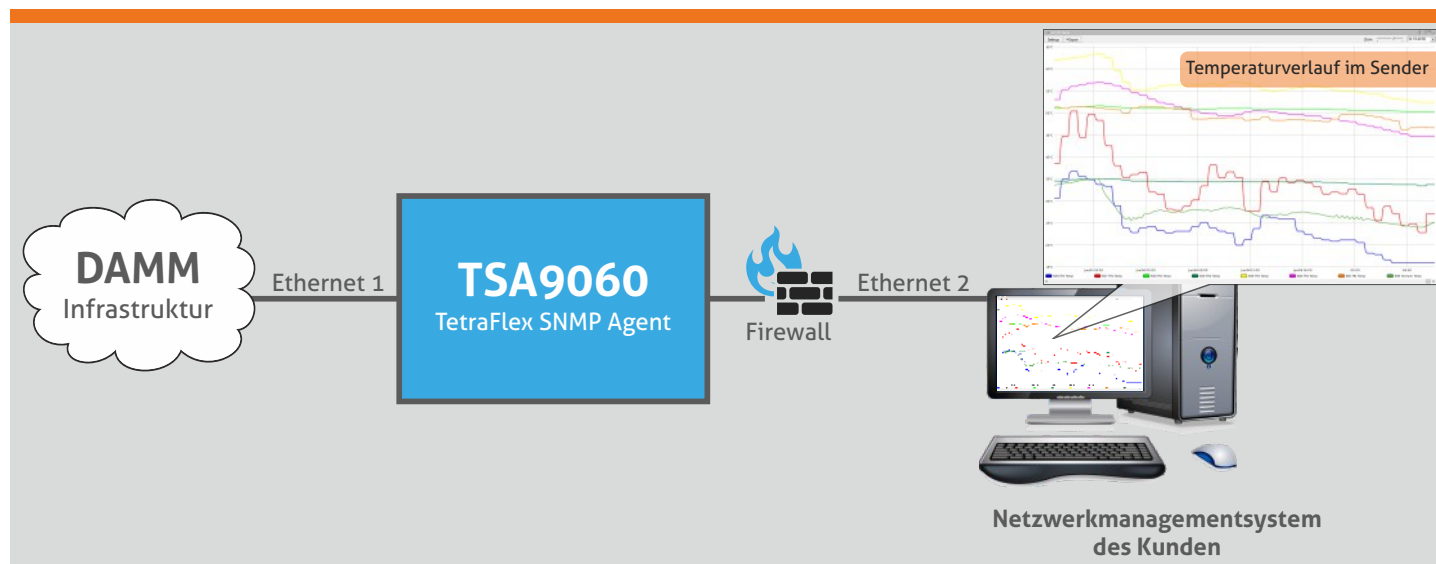 Temperaturverlauf im Sender
DAMM
Infrastruktur
Ethernet 1
TSA9060
TetraFlex SNMP Agent
Firewall
Ethernet 2
Netzwerkmanagementsystem
des Kunden